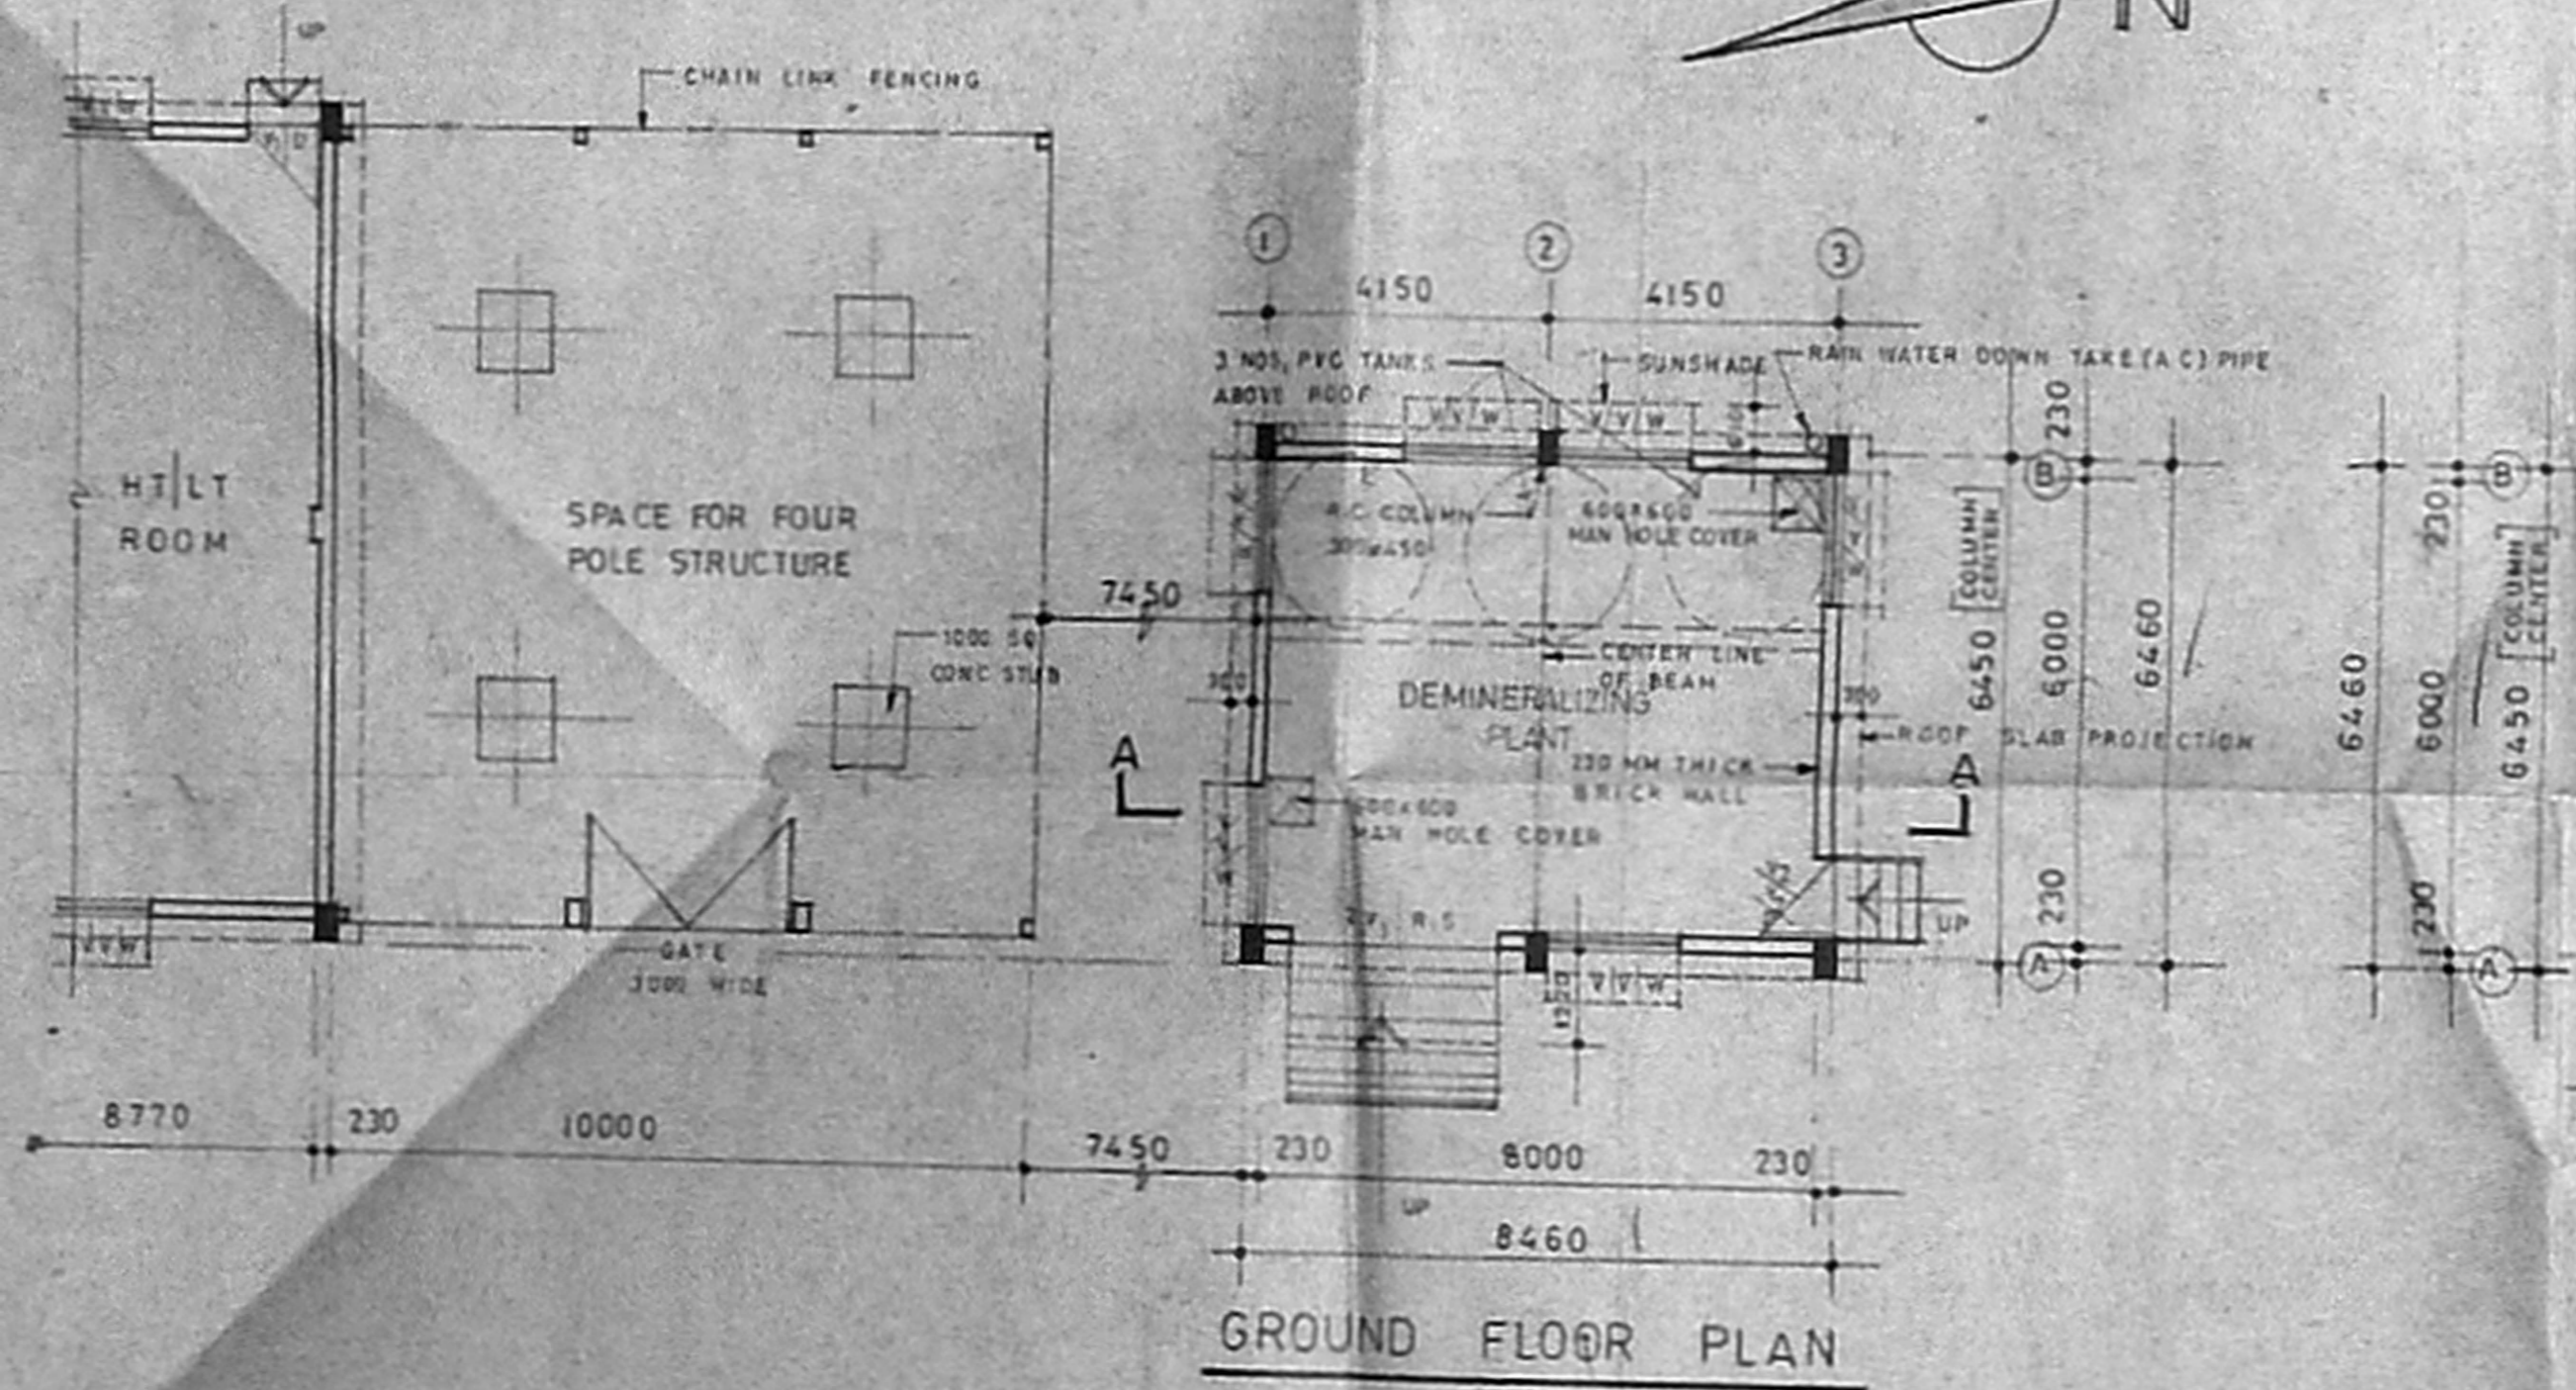 N
UP
CHAIN LINK FENCING
1
2
3
4150
4150
3 NOS, PVC TANKS
ABOVE ROOF
SUNSHADE
RAIN WATER DOWN TAKE (A C) PIPE
V V W
V V W
230
B
B
HT/LT
ROOM
SPACE FOR FOUR
POLE STRUCTURE
R.C. COLUMN
300x450
600x600
MAN HOLE COVER
230
[COLUMN
CENTER]
[COLUMN
CENTER]
7450
1000 SQ
CONC STUB
CENTER LINE
OF BEAM
6450
6000
6460
6460
6000
6450
300
300
DEMINERALIZING
PLANT
ROOF SLAB PROJECTION
A
A
230 MM THICK
BRICK WALL
600x600
MAN HOLE COVER
R.S
UP
230
230
A
A
V V W
V V W
GATE
3000 WIDE
8770
230
10000
7450
230
8000
230
UP
8460
GROUND FLOOR PLAN